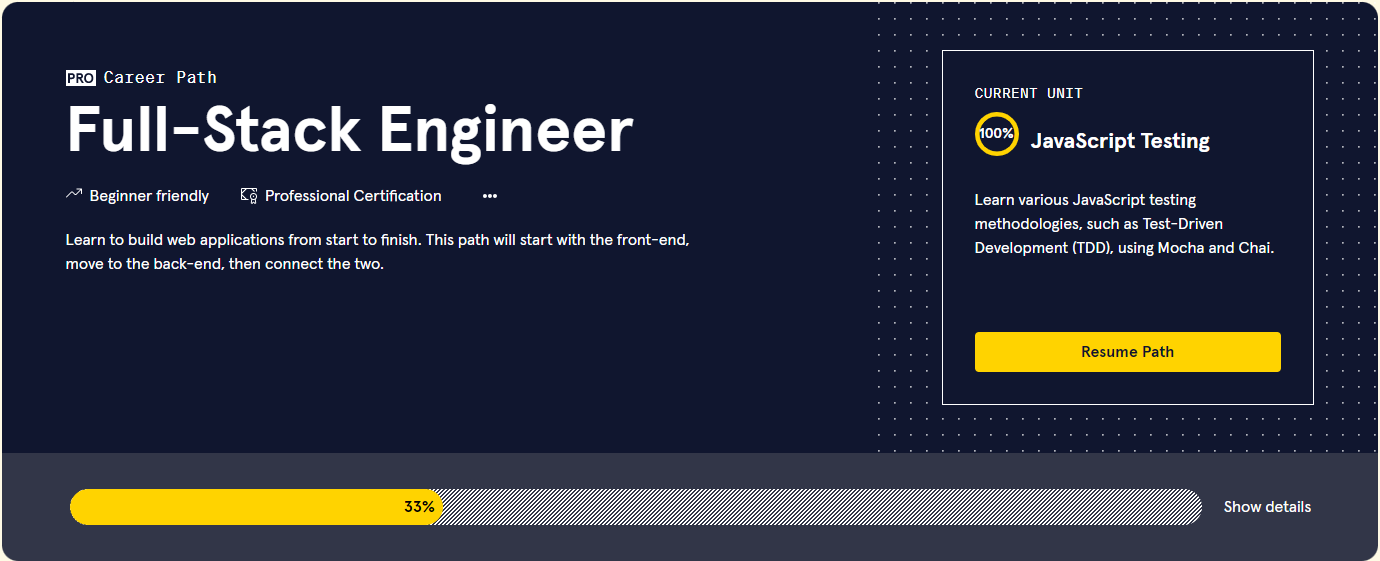 PRO Career Path
Full-Stack Engineer
Beginner friendly Professional Certification •••
Learn to build web applications from start to finish. This path will start with the front-end,
move to the back-end, then connect the two.
CURRENT UNIT
100% JavaScript Testing
Learn various JavaScript testing
methodologies, such as Test-Driven
Development (TDD), using Mocha and Chai.
Resume Path
33% Show details